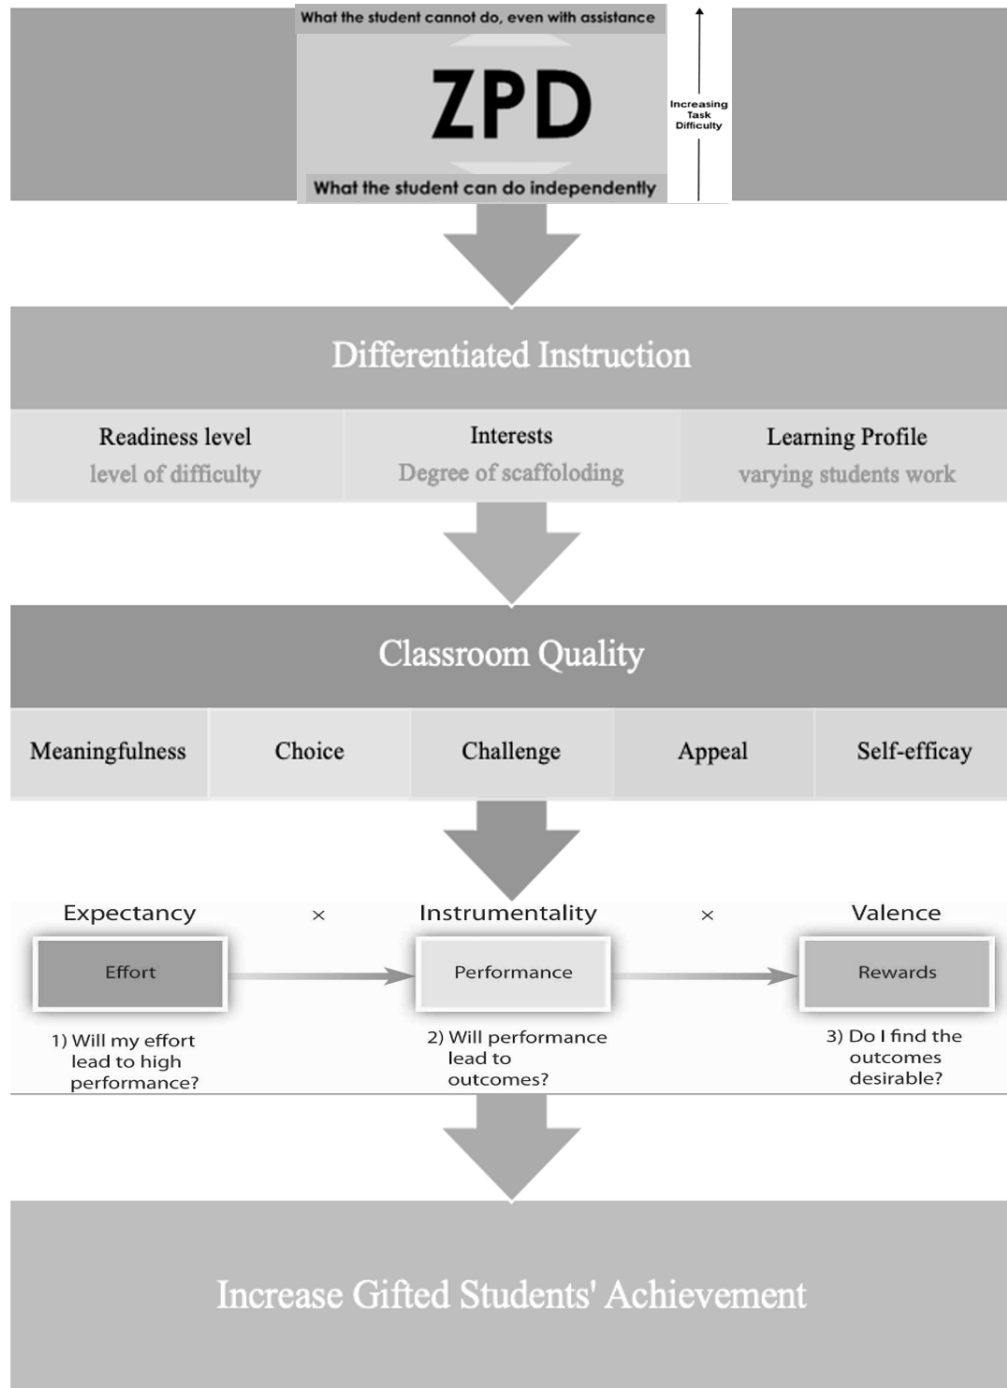 What the student cannot do, even with assistance
ZPD
Increasing
Task
Difficulty
What the student can do independently
Differentiated Instruction
Readiness level
level of difficulty
Interests
Degree of scaffoloding
Learning Profile
varying students work
Classroom Quality
Meaningfulness
Choice
Challenge
Appeal
Self-efficay
Expectancy × Instrumentality × Valence
Effort
Performance
Rewards
1) Will my effort
lead to high
performance?
2) Will performance
lead to
outcomes?
3) Do I find the
outcomes
desirable?
Increase Gifted Students' Achievement